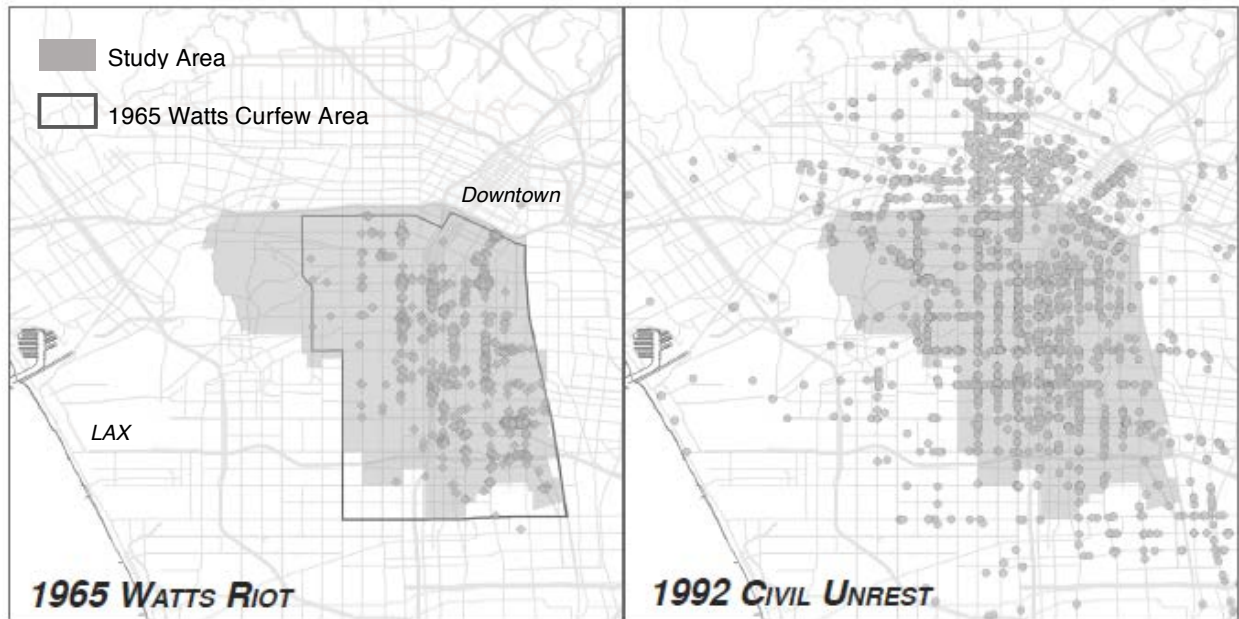 Study Area
1965 Watts Curfew Area
Downtown
LAX
1965 WATTS RIOT
1992 CIVIL UNREST